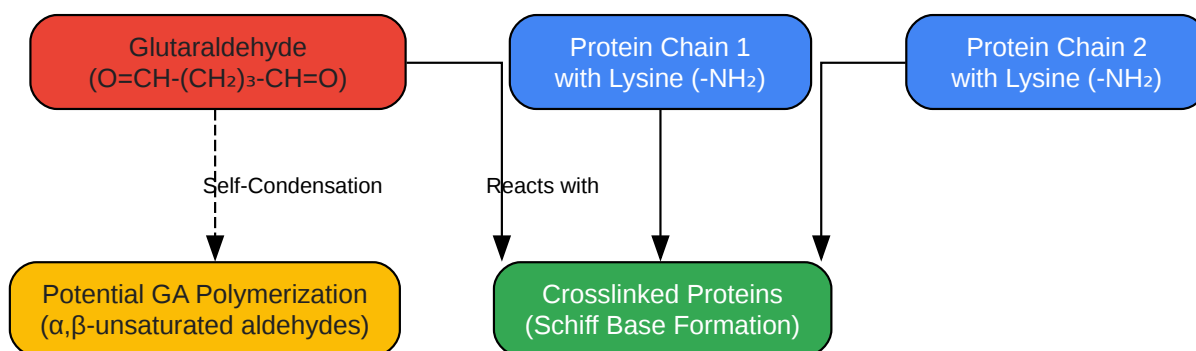 Glutaraldehyde
(O=CH-(CH₂)₃-CH=O)
Protein Chain 1
with Lysine (-NH₂)
Protein Chain 2
with Lysine (-NH₂)
Self-Condensation
Reacts with
Potential GA Polymerization
(α,β-unsaturated aldehydes)
Crosslinked Proteins
(Schiff Base Formation)